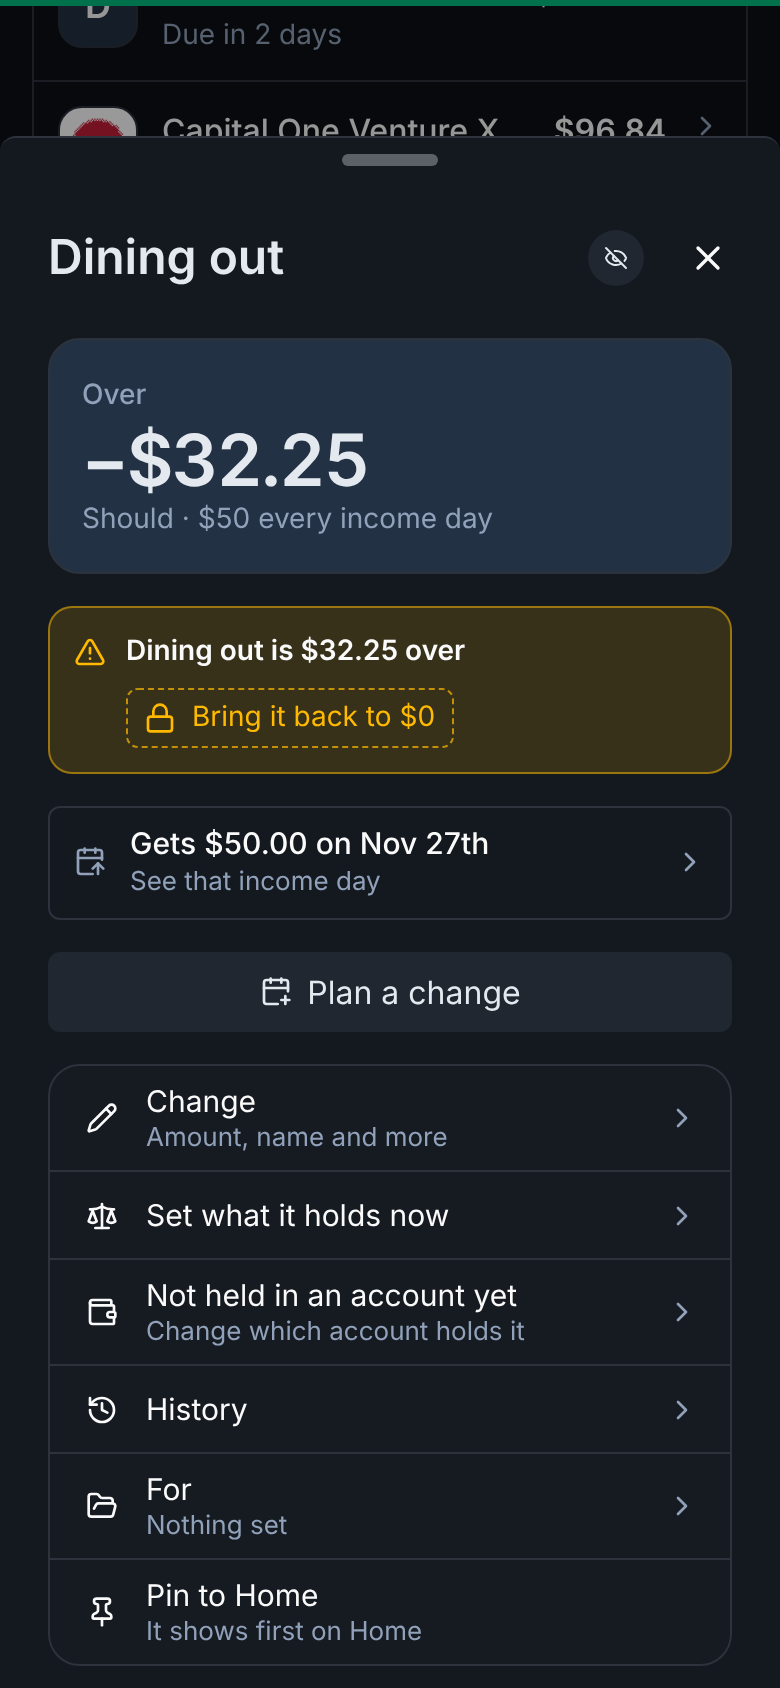 D
Due in 2 days
Capital One Venture X
$96.84
Dining out
Over
−$32.25
Should · $50 every income day
Dining out is $32.25 over
Bring it back to $0
Gets $50.00 on Nov 27th
See that income day
Plan a change
Change
Amount, name and more
Set what it holds now
Not held in an account yet
Change which account holds it
History
For
Nothing set
Pin to Home
It shows first on Home